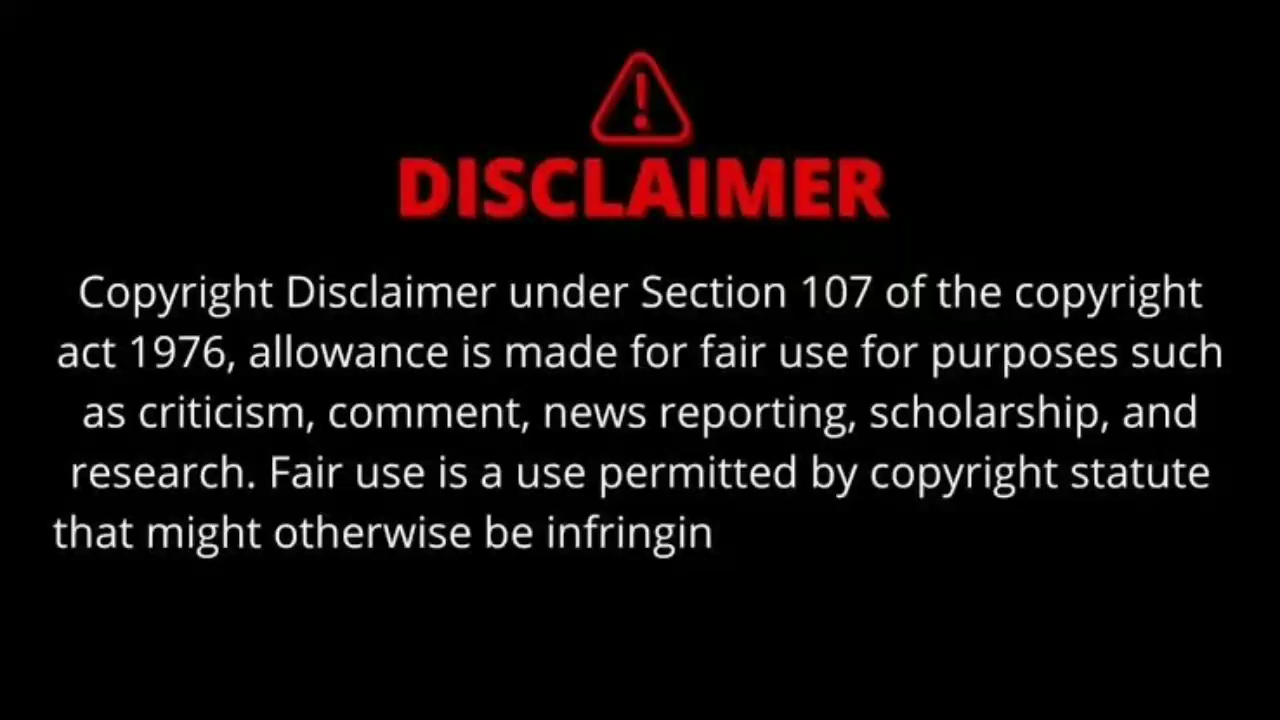 DISCLAIMER
Copyright Disclaimer under Section 107 of the copyright
act 1976, allowance is made for fair use for purposes such
as criticism, comment, news reporting, scholarship, and
research. Fair use is a use permitted by copyright statute
that might otherwise be infringin